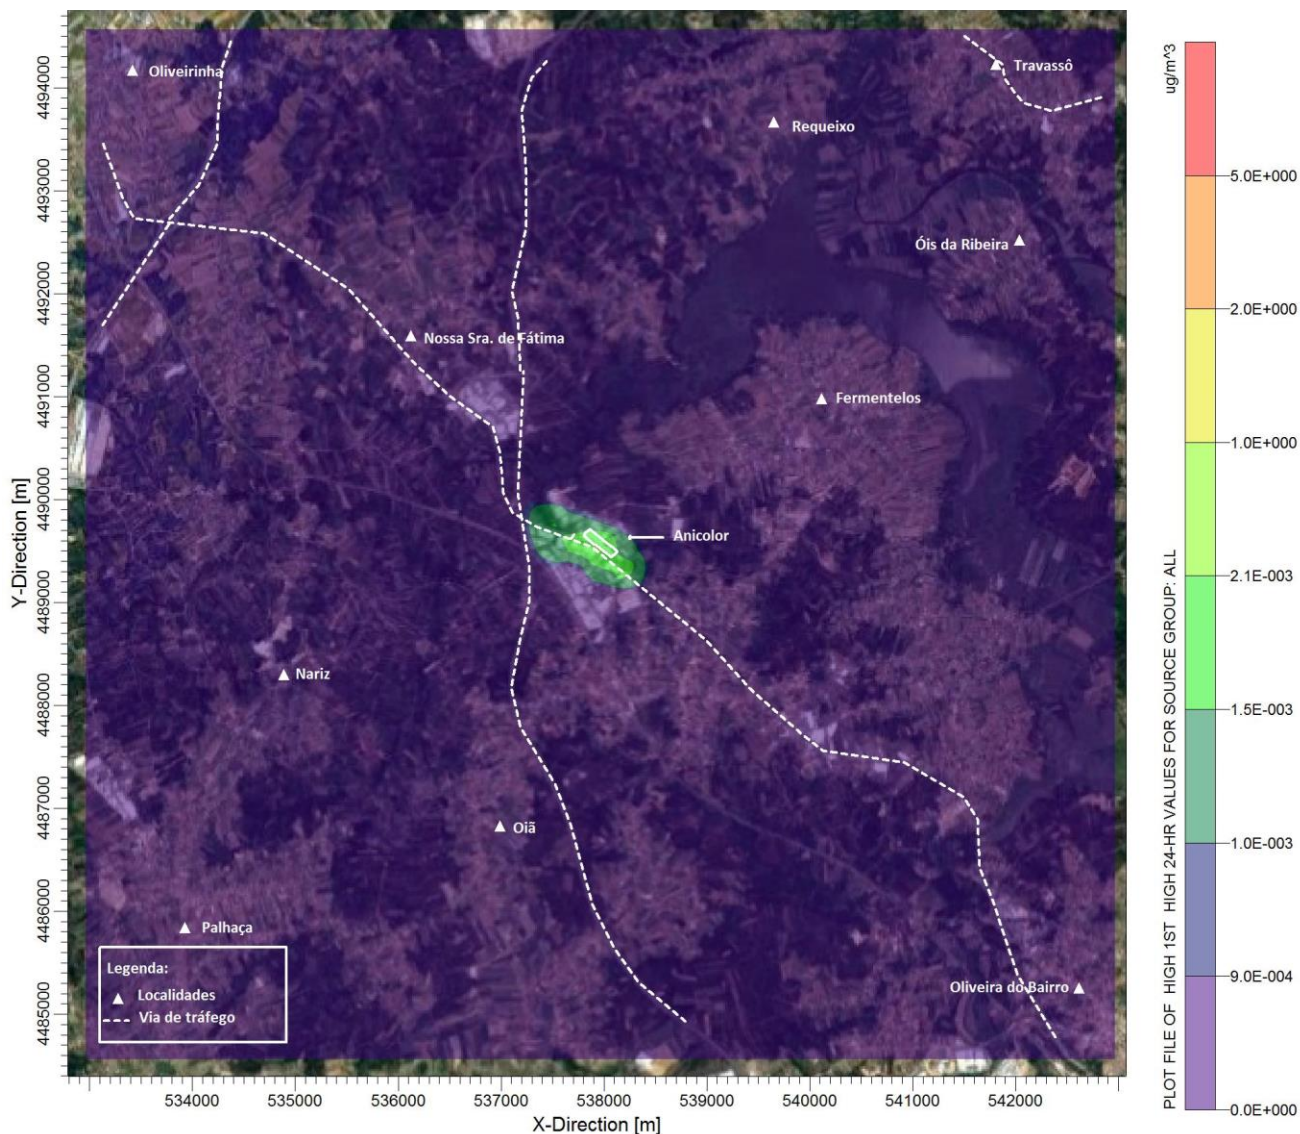 Oliveirinha
Travassô
Requeixo
Óis da Ribeira
Nossa Sra. de Fátima
Fermentelos
Anicolor
Nariz
Oiã
Palhaça
Oliveira do Bairro
Legenda:
Localidades
Via de tráfego
Y-Direction [m]
4494000
4493000
4492000
4491000
4490000
4489000
4488000
4487000
4486000
4485000
534000 535000 536000 537000 538000 539000 540000 541000 542000
X-Direction [m]
ug/m^3
5.0E+000
2.0E+000
1.0E+000
2.1E-003
1.5E-003
1.0E-003
9.0E-004
0.0E+000
PLOT FILE OF HIGH 1ST HIGH 24-HR VALUES FOR SOURCE GROUP: ALL